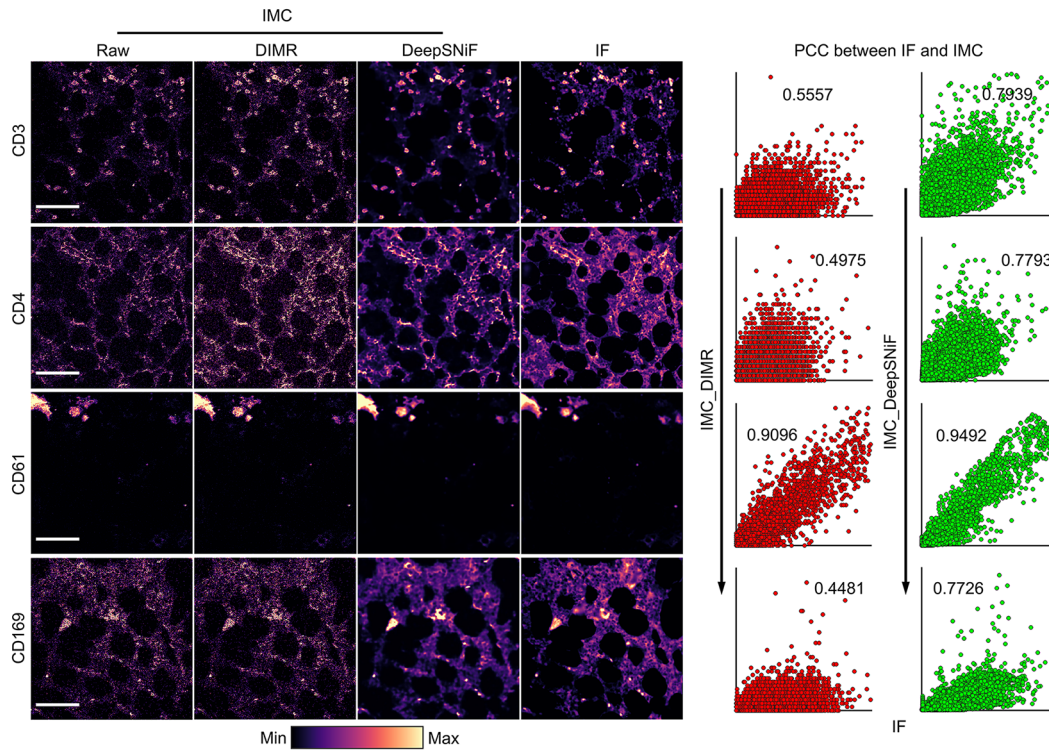 IMC
Raw DIMR DeepSNiF IF PCC between IF and IMC
CD3
0.5557 0.7939
CD4
0.4975 0.7793
IMC_DIMR
IMC_DeepSNiF
CD61
0.9096 0.9492
CD169
0.4481 0.7726
IF
Min Max